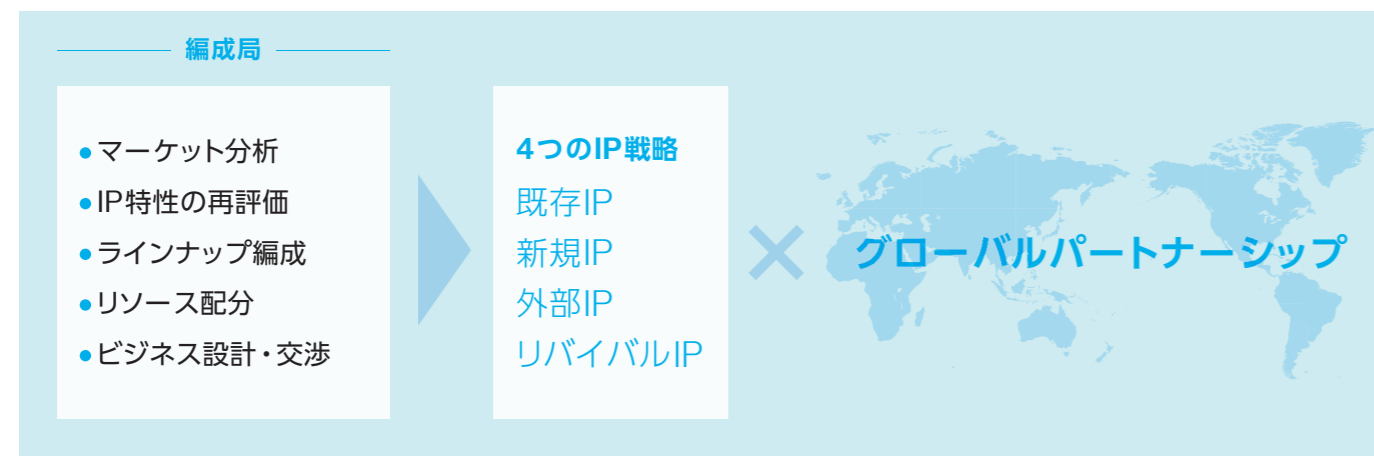 編成局
●マーケット分析
●IP特性の再評価
●ラインナップ編成
●リソース配分
●ビジネス設計・交渉
4つのIP戦略
既存IP
新規IP
外部IP
リバイバルIP
×
グローバルパートナーシップ